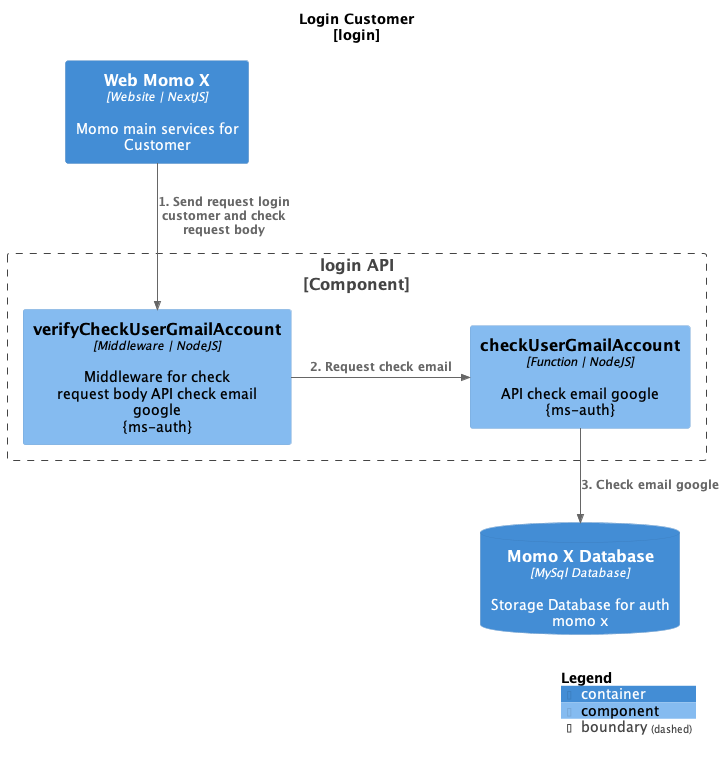 Login Customer
[login]
Web Momo X
[Website | NextJS]
Momo main services for
Customer
1. Send request login
customer and check
request body
login API
[Component]
verifyCheckUserGmailAccount
[Middleware | NodeJS]
Middleware for check
request body API check email
google
{ms-auth}
2. Request check email
checkUserGmailAccount
[Function | NodeJS]
API check email google
{ms-auth}
3. Check email google
Momo X Database
[MySql Database]
Storage Database for auth
momo x
Legend
container
component
boundary (dashed)